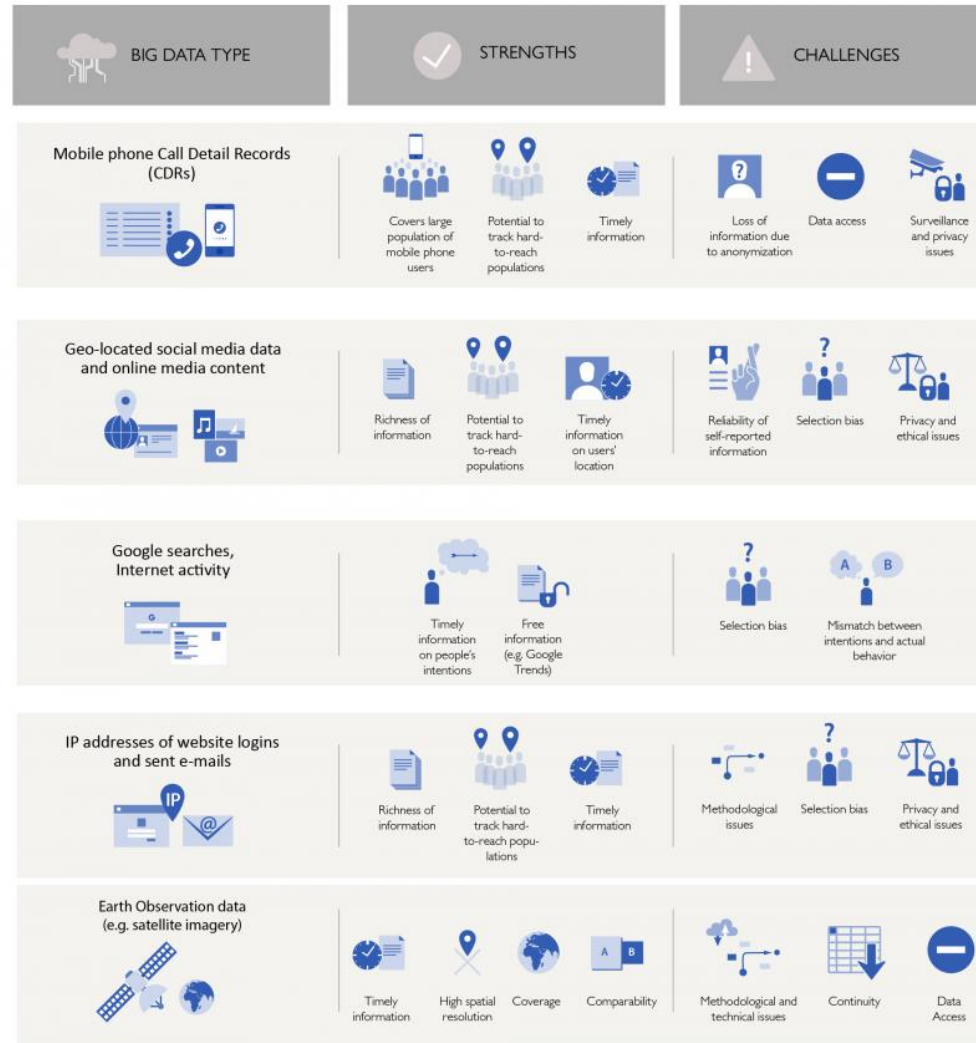 BIG DATA TYPE
STRENGTHS
CHALLENGES
Mobile phone Call Detail Records
(CDRs)
Covers large
population of
mobile phone
users
Potential to
track hard-
to-reach
populations
Timely
information
?
Loss of
information due
to anonymization
Data access
Surveillance
and privacy
issues
Geo-located social media data
and online media content
Richness of
information
Potential to
track hard-
to-reach
populations
Timely
information
on users'
location
Reliability of
self-reported
information
?
Selection bias
Privacy and
ethical issues
Google searches,
Internet activity
G
Timely
information
on people's
intentions
Free
information
(e.g. Google
Trends)
?
Selection bias
A B
Mismatch between
intentions and actual
behavior
IP addresses of website logins
and sent e-mails
IP
@
Richness of
information
Potential to
track hard-
to-reach popu-
lations
Timely
information
Methodological
issues
?
Selection bias
Privacy and
ethical issues
Earth Observation data
(e.g. satellite imagery)
Timely
information
High spatial
resolution
Coverage
A B
Comparability
Methodological and
technical issues
Continuity
Data
Access